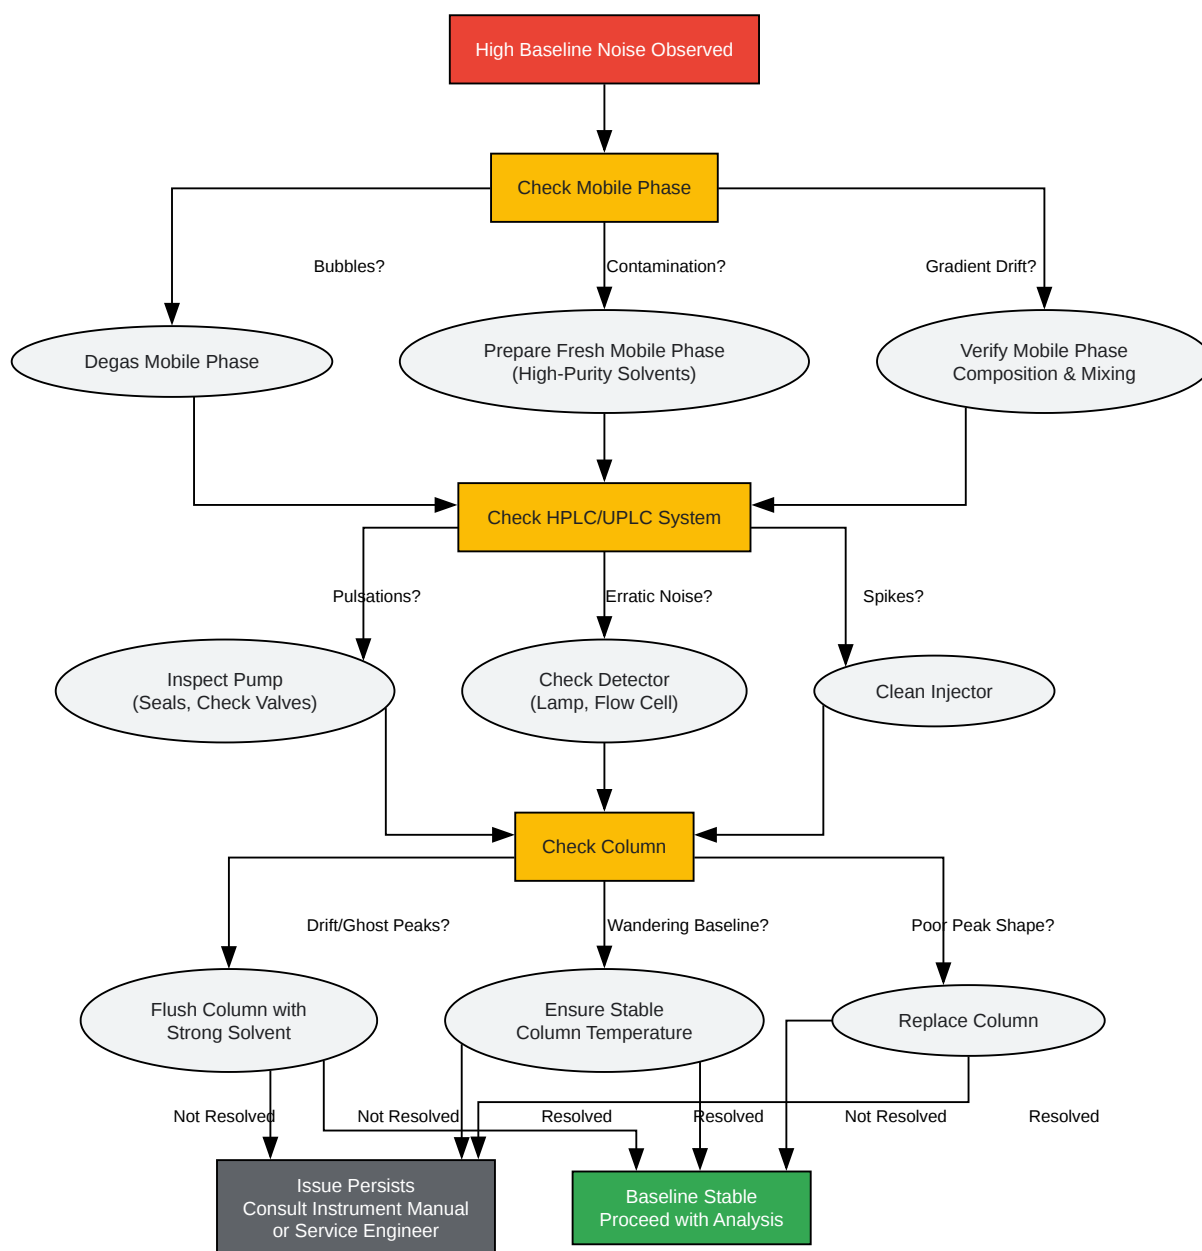 High Baseline Noise Observed
Check Mobile Phase
Bubbles?
Contamination?
Gradient Drift?
Degas Mobile Phase
Prepare Fresh Mobile Phase
(High-Purity Solvents)
Verify Mobile Phase
Composition & Mixing
Check HPLC/UPLC System
Pulsations?
Erratic Noise?
Spikes?
Inspect Pump
(Seals, Check Valves)
Check Detector
(Lamp, Flow Cell)
Clean Injector
Check Column
Drift/Ghost Peaks?
Wandering Baseline?
Poor Peak Shape?
Flush Column with
Strong Solvent
Ensure Stable
Column Temperature
Replace Column
Not Resolved
Not Resolved
Resolved
Resolved
Not Resolved
Resolved
Issue Persists
Consult Instrument Manual
or Service Engineer
Baseline Stable
Proceed with Analysis